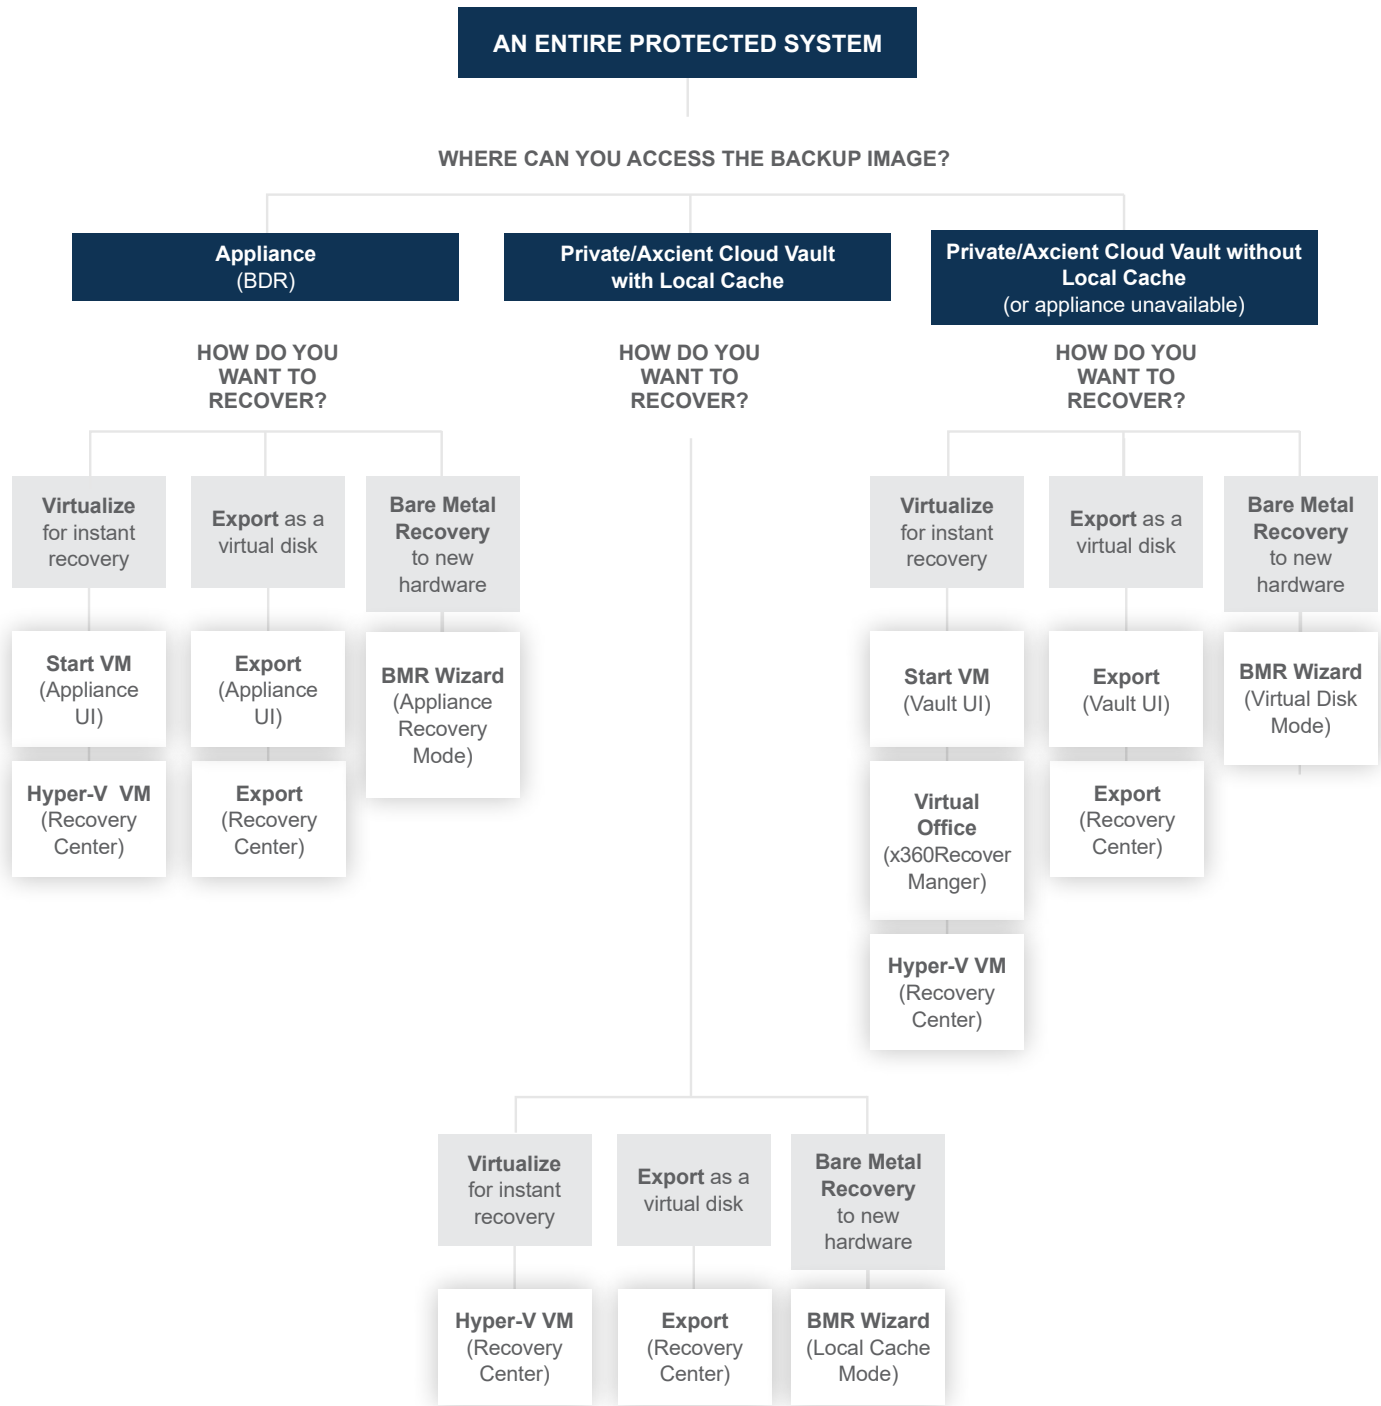 AN ENTIRE PROTECTED SYSTEM
WHERE CAN YOU ACCESS THE BACKUP IMAGE?
Appliance
(BDR)
Private/Axcient Cloud Vault
with Local Cache
Private/Axcient Cloud Vault without
Local Cache
(or appliance unavailable)
HOW DO YOU
WANT TO
RECOVER?
HOW DO YOU
WANT TO
RECOVER?
HOW DO YOU
WANT TO
RECOVER?
Virtualize
for instant
recovery
Export as a
virtual disk
Bare Metal
Recovery
to new
hardware
Virtualize
for instant
recovery
Export as a
virtual disk
Bare Metal
Recovery
to new
hardware
Start VM
(Appliance
UI)
Export
(Appliance
UI)
BMR Wizard
(Appliance
Recovery
Mode)
Start VM
(Vault UI)
Export
(Vault UI)
BMR Wizard
(Virtual Disk
Mode)
Hyper-V  VM
(Recovery
Center)
Export
(Recovery
Center)
Virtual
Office
(x360Recover
Manger)
Export
(Recovery
Center)
Hyper-V VM
(Recovery
Center)
Virtualize
for instant
recovery
Export as a
virtual disk
Bare Metal
Recovery
to new
hardware
Hyper-V VM
(Recovery
Center)
Export
(Recovery
Center)
BMR Wizard
(Local Cache
Mode)